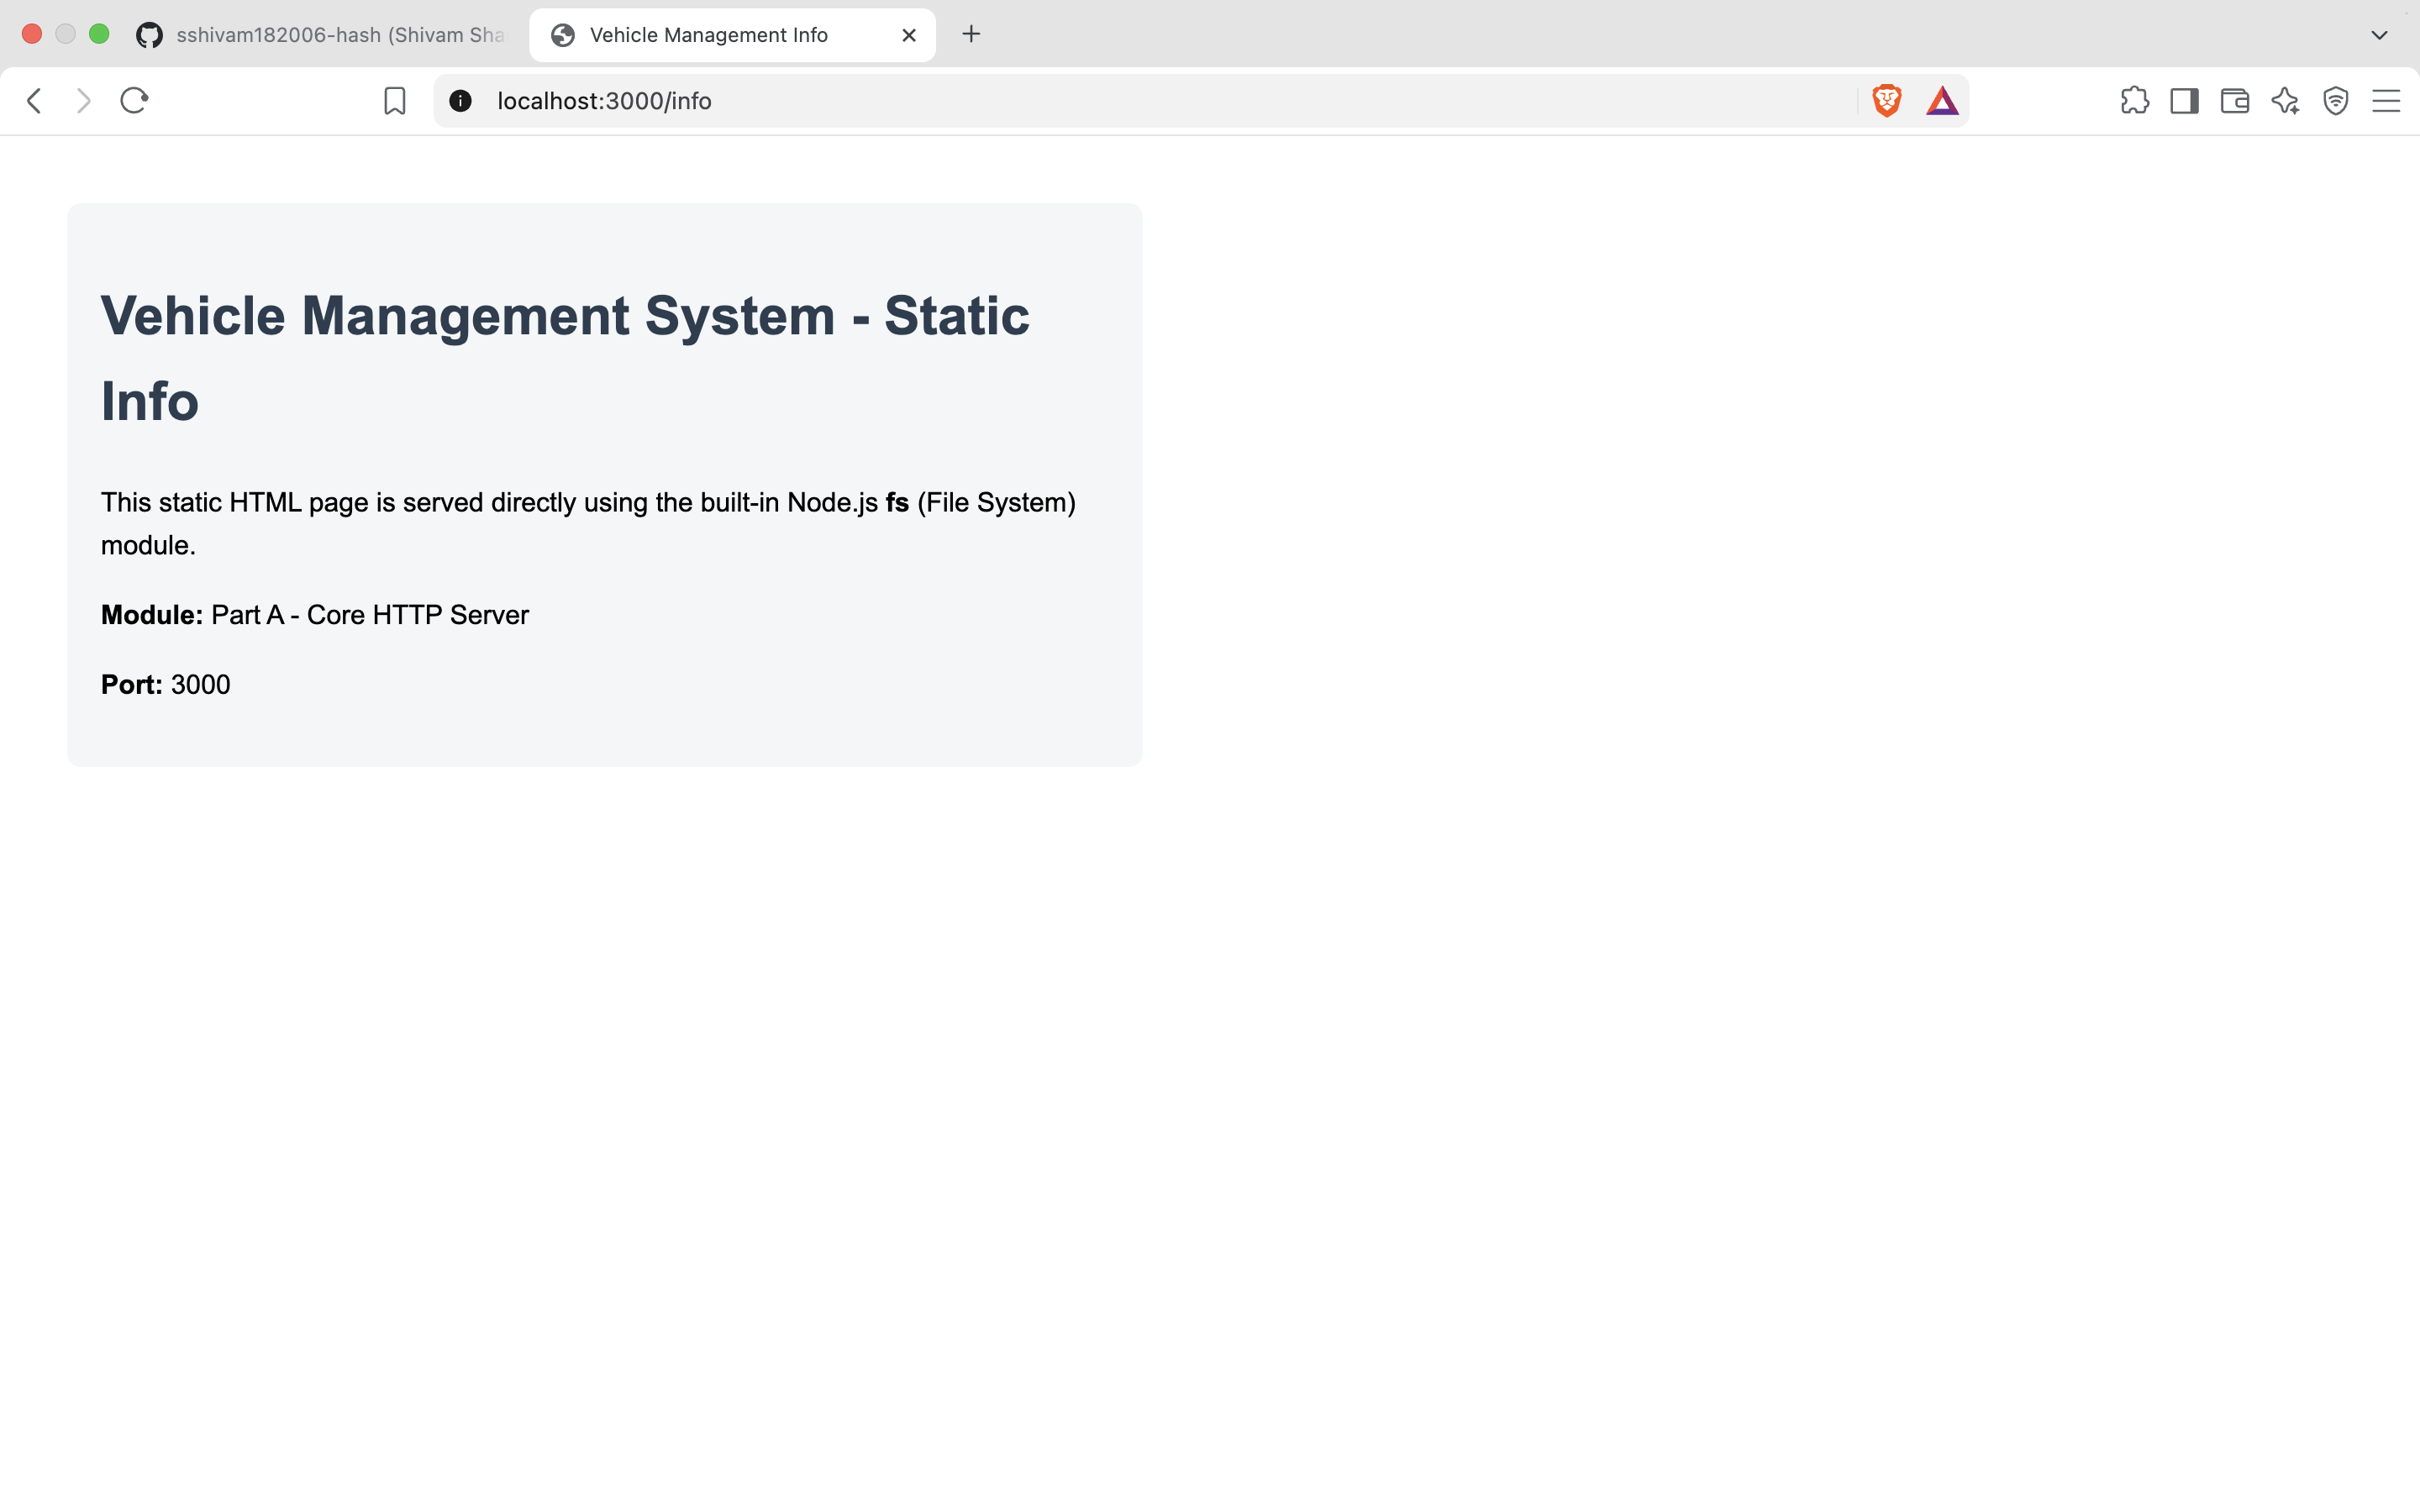 sshivam182006-hash (Shivam Sha
Vehicle Management Info
localhost:3000/info
Vehicle Management System - Static
Info
This static HTML page is served directly using the built-in Node.js fs (File System)
module.
Module: Part A - Core HTTP Server
Port: 3000